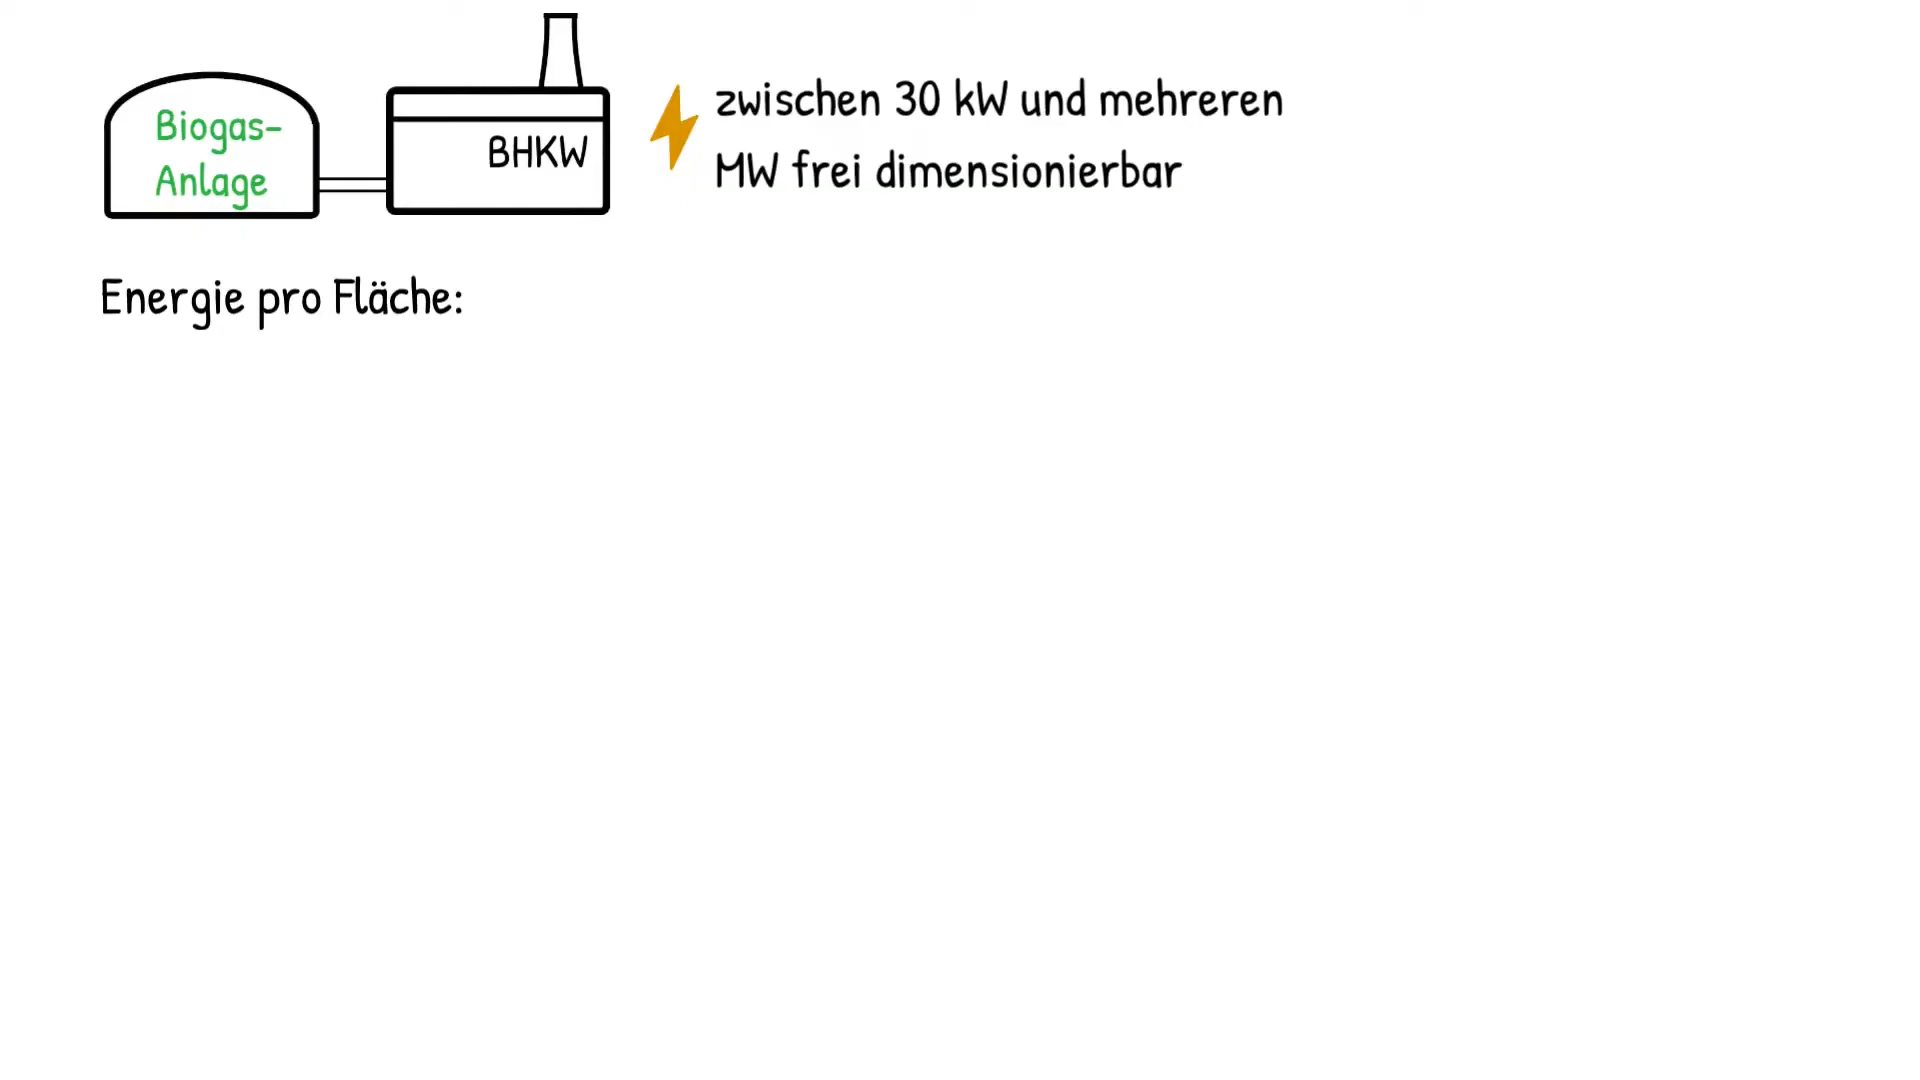 Biogas-
Anlage
BHKW
zwischen 30 kW und mehreren
MW frei dimensionierbar
Energie pro Fläche: